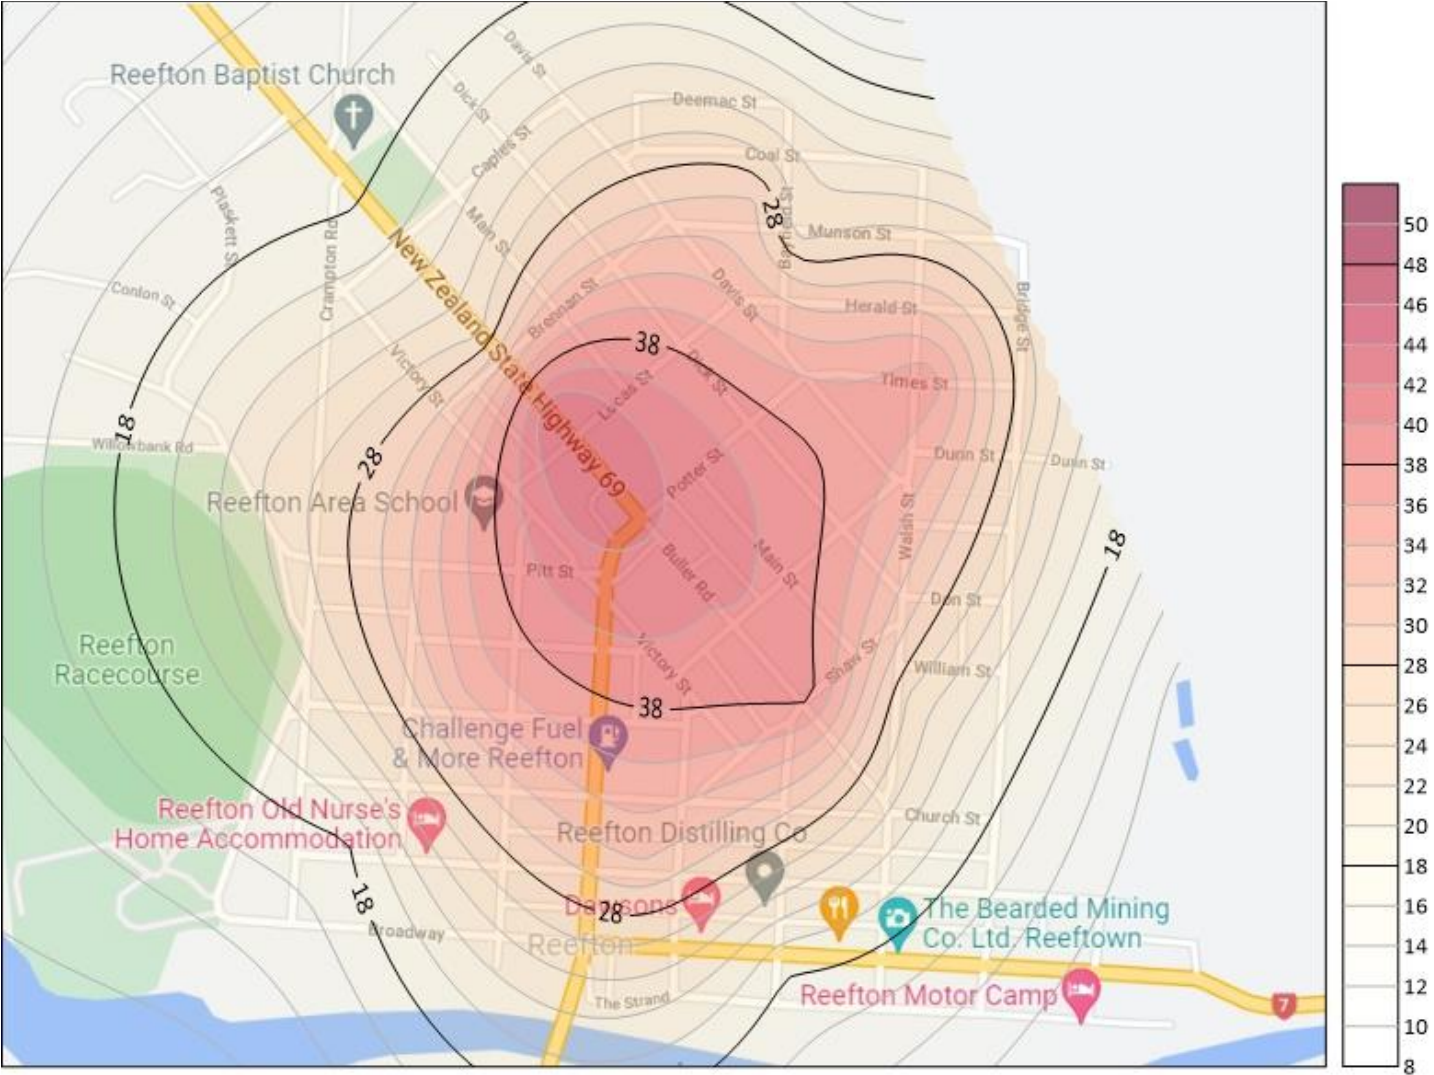 Davis St
Reefton Baptist Church
Dick St
Deemac St
Caples St
Coal St
Plaskett St
Main St
28
Bayfield St
Munson St
Crampton Rd
New Zealand State Highway 69
Conlon St
Brennan St
Davis St
Herald St
Bridge St
38
Victory St
Lucas St
Dick St
Times St
18
Willowbank Rd
28
Potter St
Dunn St
Dunn St
Reefton Area School
Walsh St
18
Pitt St
Buller Rd
Main St
Don St
Reefton
Racecourse
Victory St
Shaw St
William St
38
Challenge Fuel
& More Reefton
Reefton Old Nurse's
Home Accommodation
Reefton Distilling Co
Church St
18
Dawsons
28
The Bearded Mining
Co. Ltd Reeftown
Broadway
Reefton
Reefton Motor Camp
The Strand
7
50
48
46
44
42
40
38
36
34
32
30
28
26
24
22
20
18
16
14
12
10
8